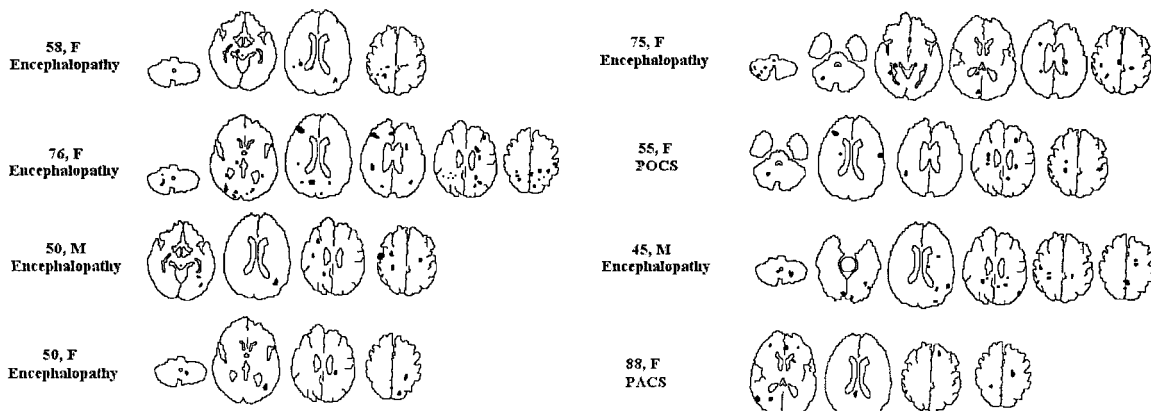 58, F
Encephalopathy
76, F
Encephalopathy
50, M
Encephalopathy
50, F
Encephalopathy
75, F
Encephalopathy
55, F
POCS
45, M
Encephalopathy
88, F
PACS